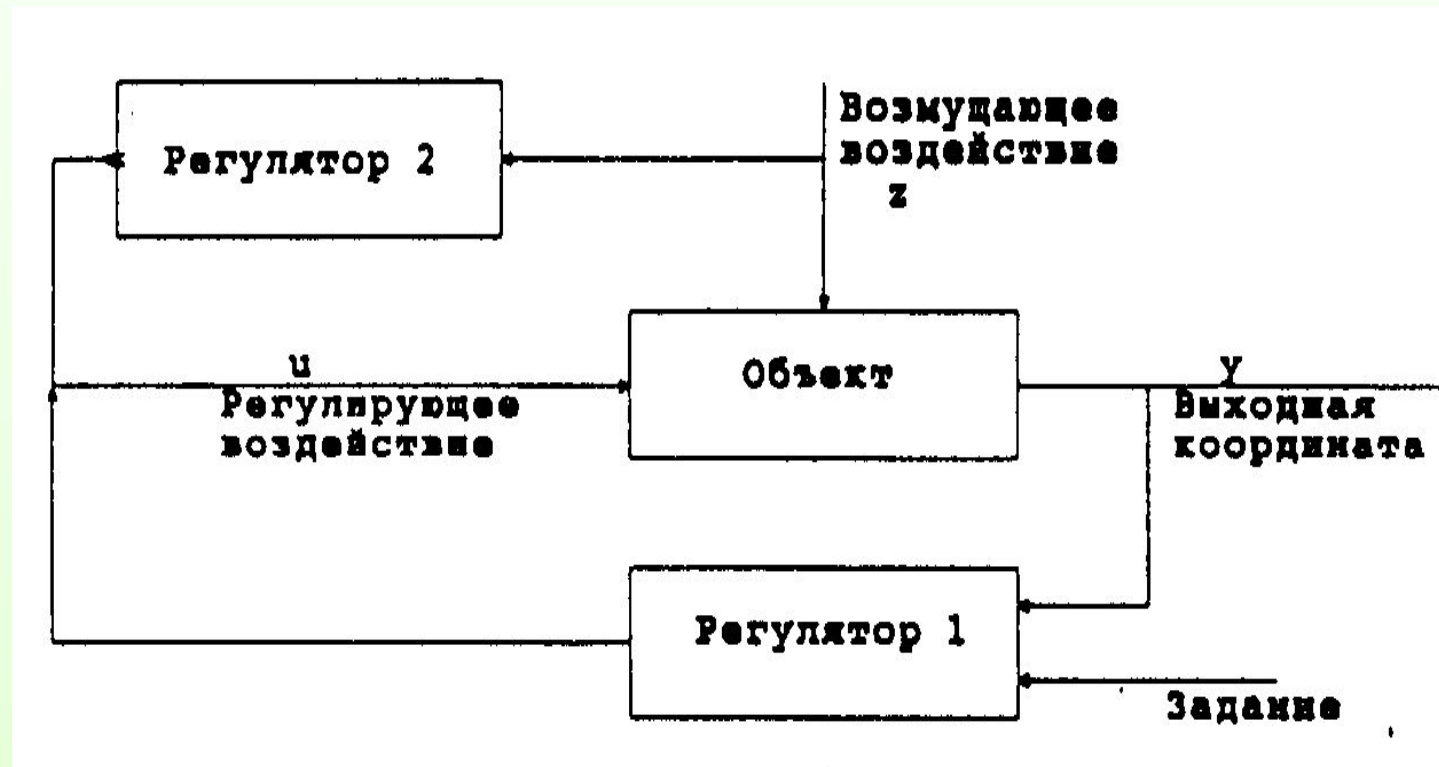 Регулятор 2
Возмущающее
воздействие
z
Объект
u
Регулирующее
воздействие
y
Выходная
координата
Регулятор 1
Задание